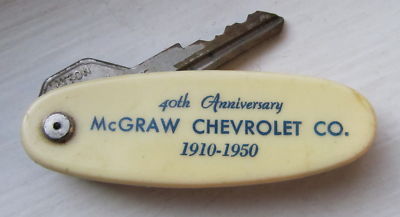 40th Anniversary
McGRAW CHEVROLET CO.
1910-1950